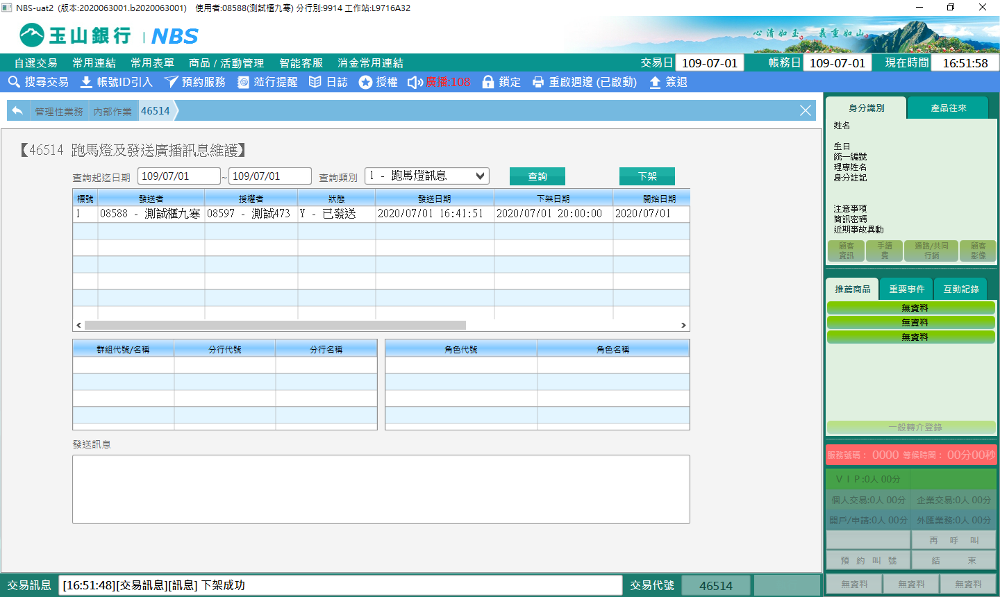 NBS-uat2 (版本:2020063001.b2020063001) 使用者:08588(測試櫃九寒) 分行別:9914 工作站:L9716A32
玉山銀行 NBS 心清如玉 義重如山
自選交易 常用連結 常用表單 商品 / 活動管理 智能客服 消金常用連結 交易日 109-07-01 帳務日 109-07-01 現在時間 16:51:58
搜尋交易 帳號ID引入 預約服務 蒞行提醒 日誌 授權 廣播:108 鎖定 重啟週邊 (已啟動) 簽退
管理性業務 內部作業 46514
【46514 跑馬燈及發送廣播訊息維護】
查詢起迄日期 109/07/01 ~ 109/07/01 查詢類別 1 - 跑馬燈訊息 查詢 下架
標號 發送者 授權者 狀態 發送日期 下架日期 開始日期
1 08588 - 測試櫃九寒 08597 - 測試473 Y - 已發送 2020/07/01 16:41:51 2020/07/01 20:00:00 2020/07/01
群組代號/名稱 分行代號 分行名稱 角色代號 角色名稱
發送訊息
交易訊息 [16:51:48][交易訊息][訊息] 下架成功 交易代號 46514
身分識別 產品往來
姓名
生日
統一編號
理專姓名
身分註記
注意事項
簡訊密碼
近期事故異動
顧客資訊 手續費 通路/共同行銷 顧客影像
推薦商品 重要事件 互動記錄
無資料
無資料
無資料
一般轉介登錄
服務號碼： 0000 等候時間： 00分00秒
ＶＩＰ:0人 00分
個人交易:0人 00分 企業交易:0人 00分
開戶/申請:0人 00分 外匯業務:0人 00分
再 呼 叫
預 約 叫 號 結 束
無資料 無資料 無資料